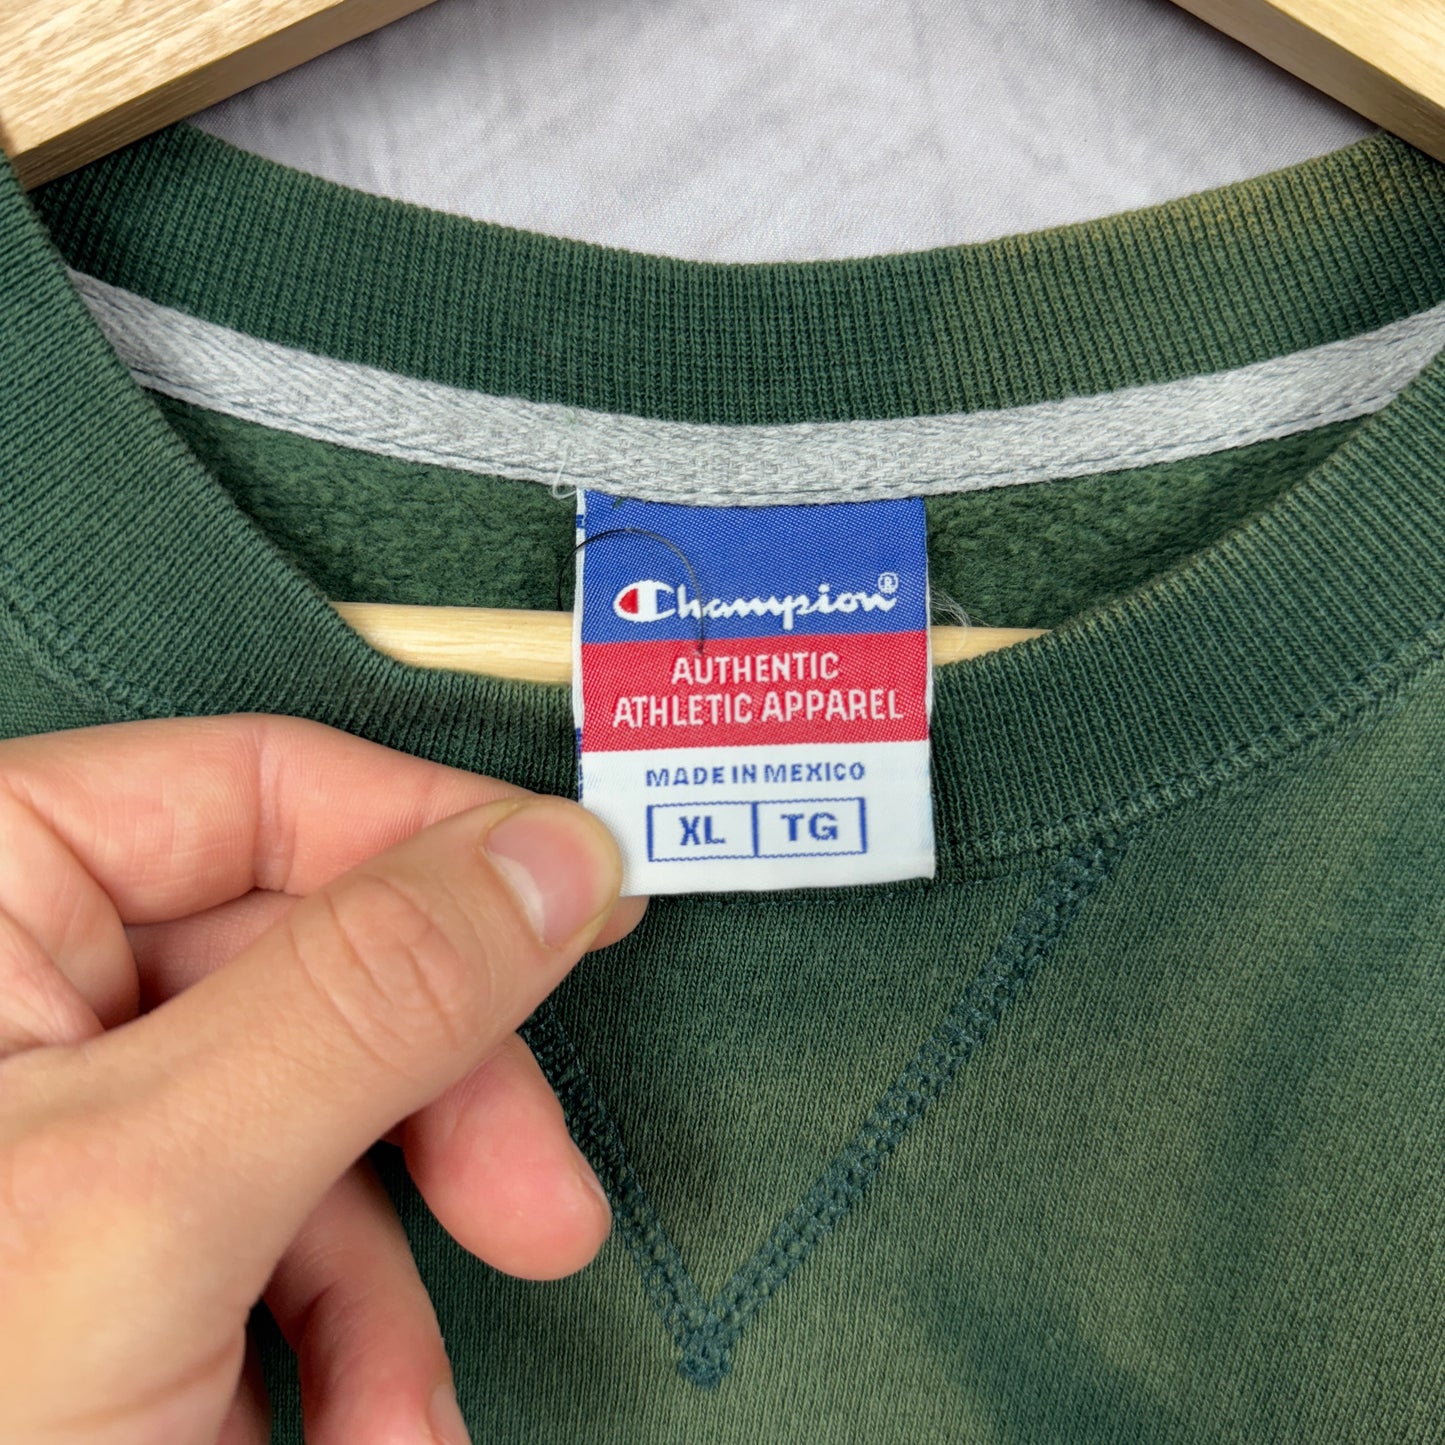 Champion®
AUTHENTIC
ATHLETIC APPAREL
MADE IN MEXICO
XL TG